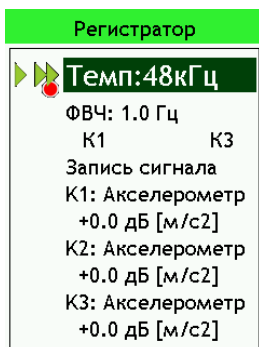 Регистратор
Темп:48кГц
ФВЧ: 1.0 Гц
К1 К3
Запись сигнала
К1: Акселерометр
+0.0 дБ [м/с2]
К2: Акселерометр
+0.0 дБ [м/с2]
К3: Акселерометр
+0.0 дБ [м/с2]